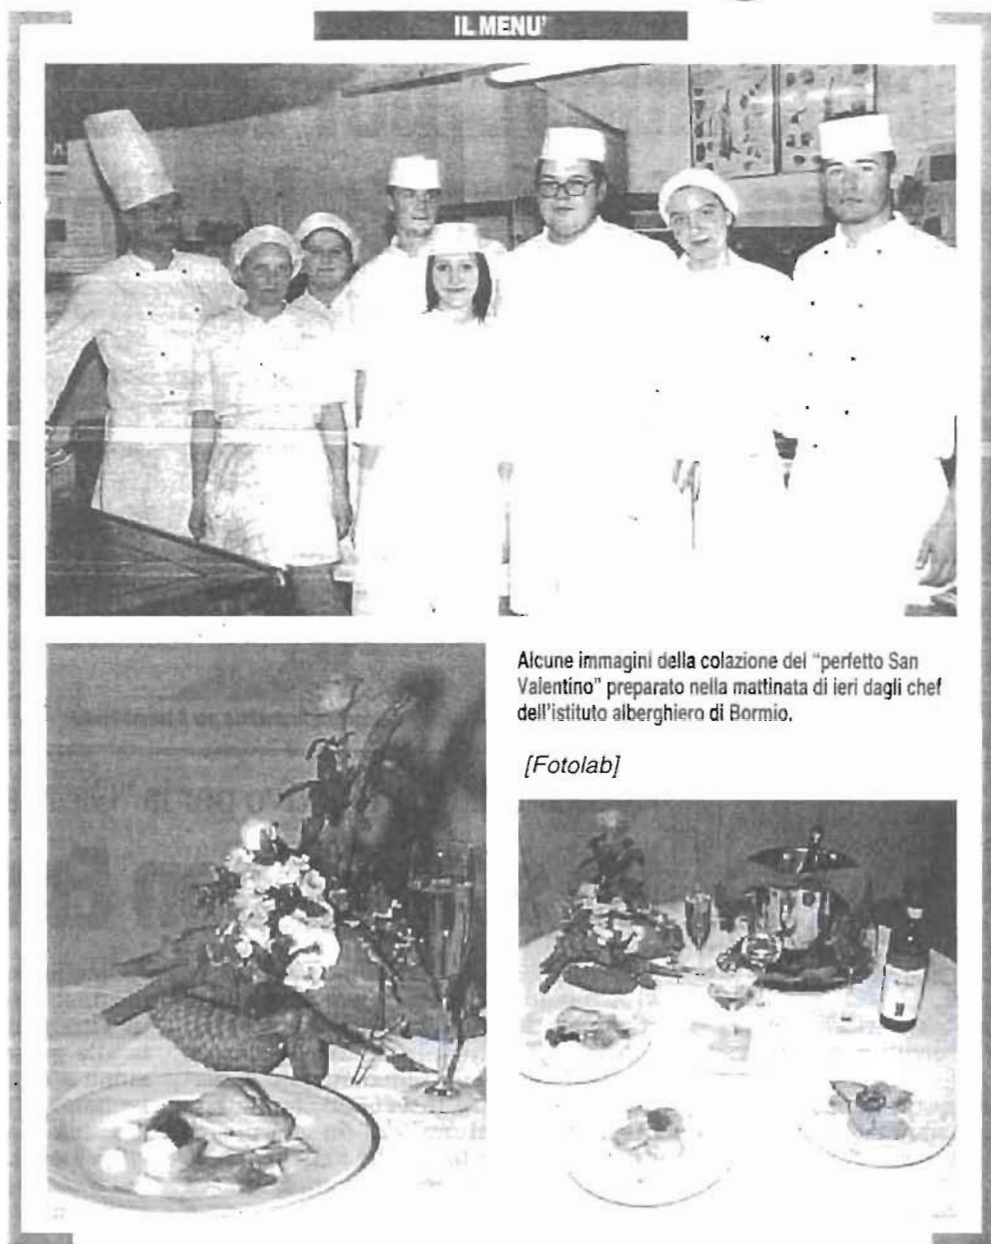 IL MENU'
Alcune immagini della colazione del "perfetto San
Valentino" preparato nella mattinata di ieri dagli chef
dell'istituto alberghiero di Bormio.
[Fotolab]